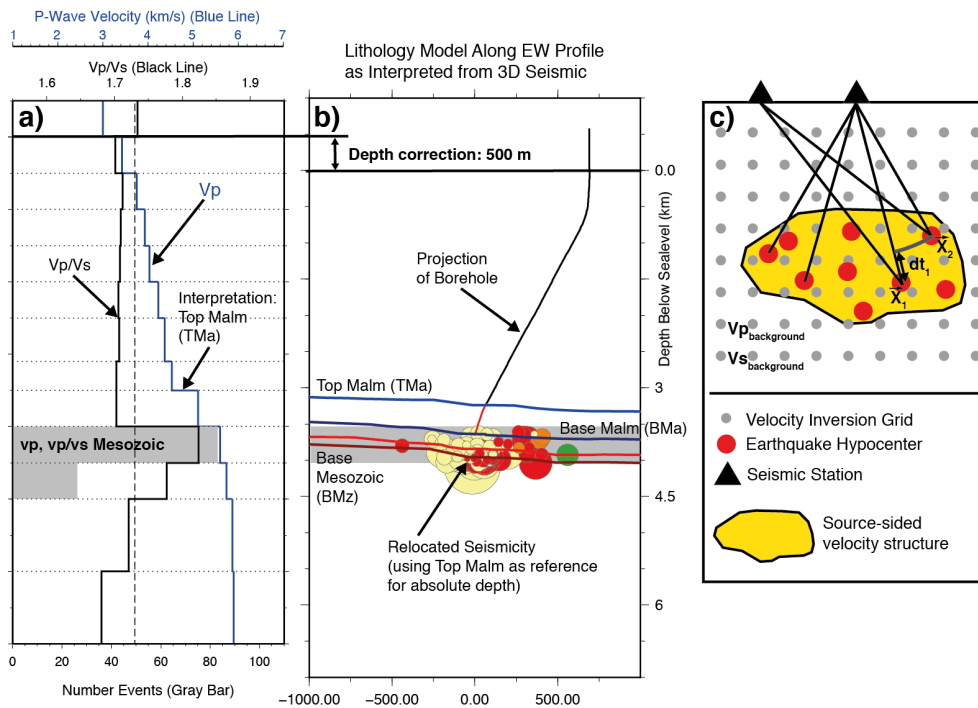 P-Wave Velocity (km/s) (Blue Line)
1 2 3 4 5 6 7
Vp/Vs (Black Line)
1.6 1.7 1.8 1.9
a)
Vp
Vp/Vs
Interpretation:
Top Malm
(TMa)
vp, vp/vs Mesozoic
0 20 40 60 80 100
Number Events (Gray Bar)
Lithology Model Along EW Profile
as Interpreted from 3D Seismic
b)
Depth correction: 500 m
0.0
Projection
of Borehole
Depth Below Sealevel (km)
3
Top Malm (TMa)
Base Malm (BMa)
Base
Mesozoic
(BMz)
4.5
Relocated Seismicity
(using Top Malm as reference
for absolute depth)
6
−1000.00 −500.00 0.00 500.00
c)
X2
dt1
X1
Vpbackground
Vsbackground
Velocity Inversion Grid
Earthquake Hypocenter
Seismic Station
Source-sided
velocity structure